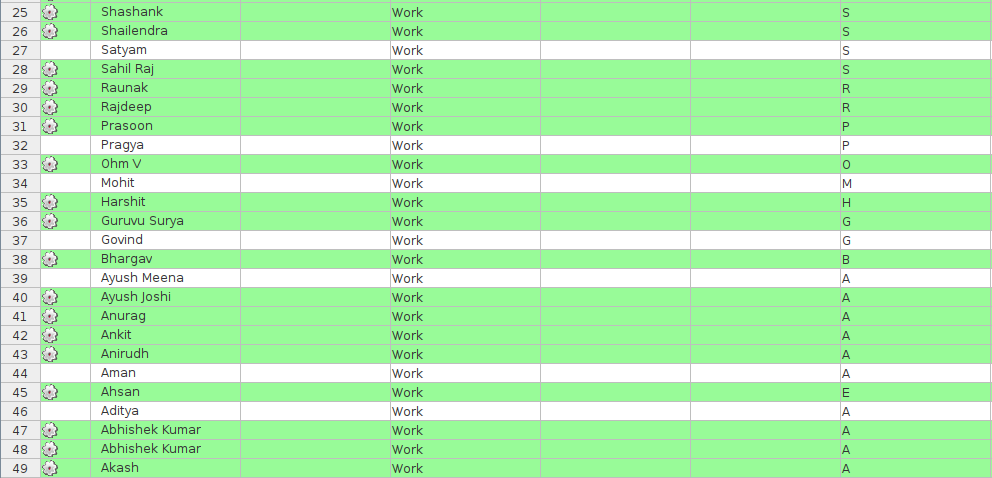 25 Shashank Work S
26 Shailendra Work S
27 Satyam Work S
28 Sahil Raj Work S
29 Raunak Work R
30 Rajdeep Work R
31 Prasoon Work P
32 Pragya Work P
33 Ohm V Work O
34 Mohit Work M
35 Harshit Work H
36 Guruvu Surya Work G
37 Govind Work G
38 Bhargav Work B
39 Ayush Meena Work A
40 Ayush Joshi Work A
41 Anurag Work A
42 Ankit Work A
43 Anirudh Work A
44 Aman Work A
45 Ahsan Work E
46 Aditya Work A
47 Abhishek Kumar Work A
48 Abhishek Kumar Work A
49 Akash Work A